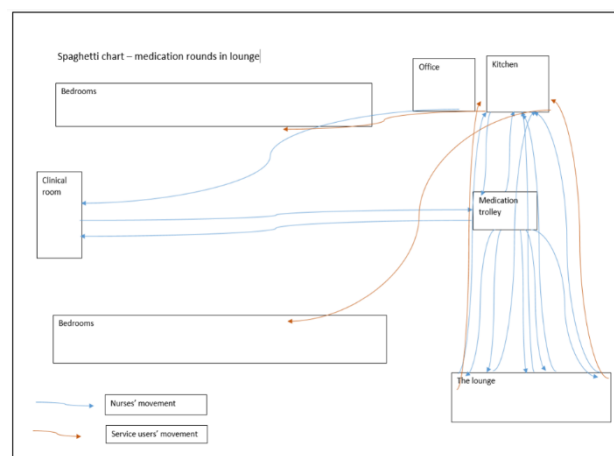 Spaghetti chart – medication rounds in lounge
Office
Kitchen
Bedrooms
Clinical
room
Medication
trolley
Bedrooms
The lounge
Nurses' movement
Service users' movement